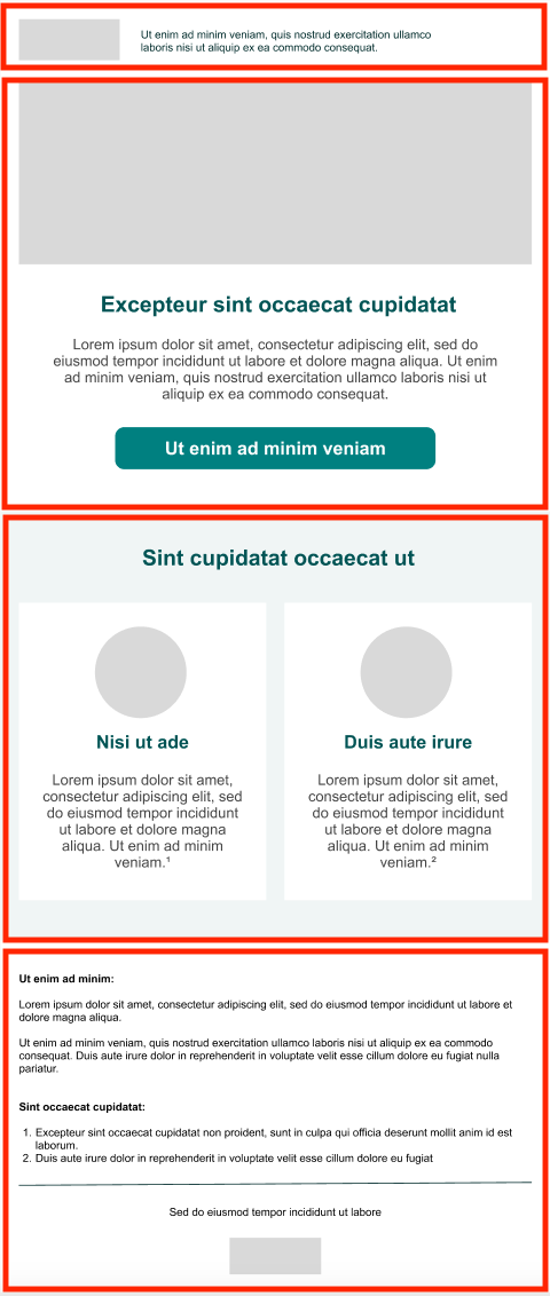 Ut enim ad minim veniam, quis nostrud exercitation ullamco
laboris nisi ut aliquip ex ea commodo consequat.
Excepteur sint occaecat cupidatat
Lorem ipsum dolor sit amet, consectetur adipiscing elit, sed do
eiusmod tempor incididunt ut labore et dolore magna aliqua. Ut enim
ad minim veniam, quis nostrud exercitation ullamco laboris nisi ut
aliquip ex ea commodo consequat.
Ut enim ad minim veniam
Sint cupidatat occaecat ut
Nisi ut ade
Lorem ipsum dolor sit amet,
consectetur adipiscing elit, sed
do eiusmod tempor incididunt
ut labore et dolore magna
aliqua. Ut enim ad minim
veniam.¹
Duis aute irure
Lorem ipsum dolor sit amet,
consectetur adipiscing elit, sed
do eiusmod tempor incididunt
ut labore et dolore magna
aliqua. Ut enim ad minim
veniam.²
Ut enim ad minim:
Lorem ipsum dolor sit amet, consectetur adipiscing elit, sed do eiusmod tempor incididunt ut labore et
dolore magna aliqua.
Ut enim ad minim veniam, quis nostrud exercitation ullamco laboris nisi ut aliquip ex ea commodo
consequat. Duis aute irure dolor in reprehenderit in voluptate velit esse cillum dolore eu fugiat nulla
pariatur.
Sint occaecat cupidatat:
1. Excepteur sint occaecat cupidatat non proident, sunt in culpa qui officia deserunt mollit anim id est
laborum.
2. Duis aute irure dolor in reprehenderit in voluptate velit esse cillum dolore eu fugiat
Sed do eiusmod tempor incididunt ut labore